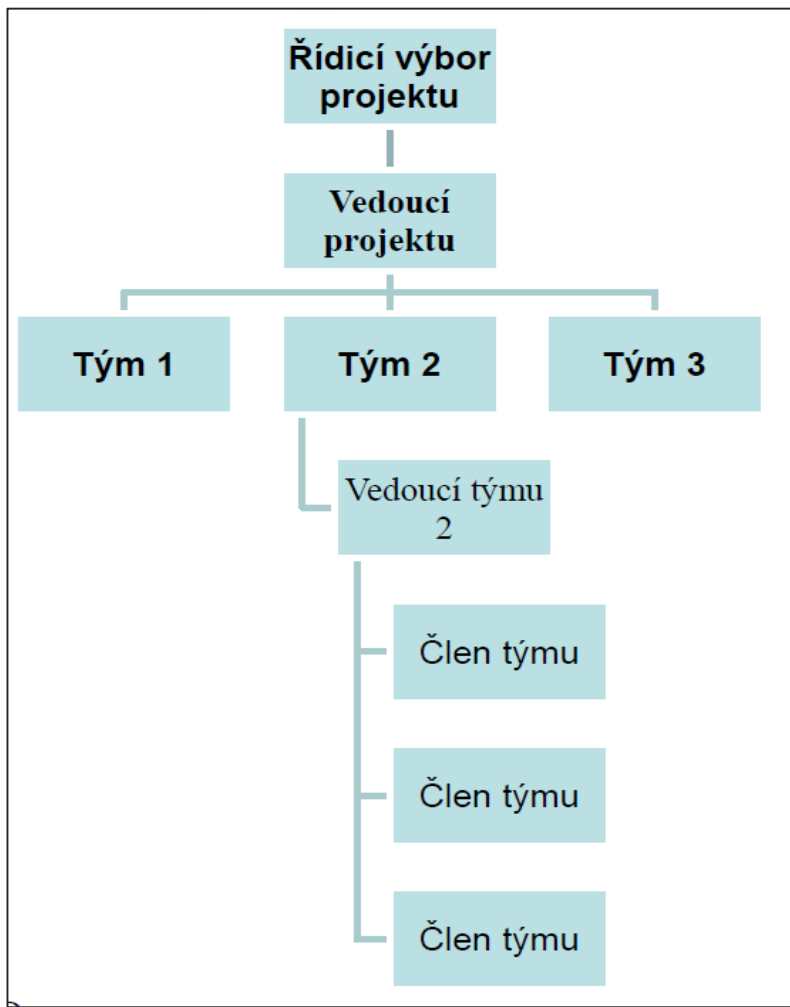 Řídicí výbor
projektu
Vedoucí
projektu
Tým 1
Tým 2
Tým 3
Vedoucí týmu
2
Člen týmu
Člen týmu
Člen týmu